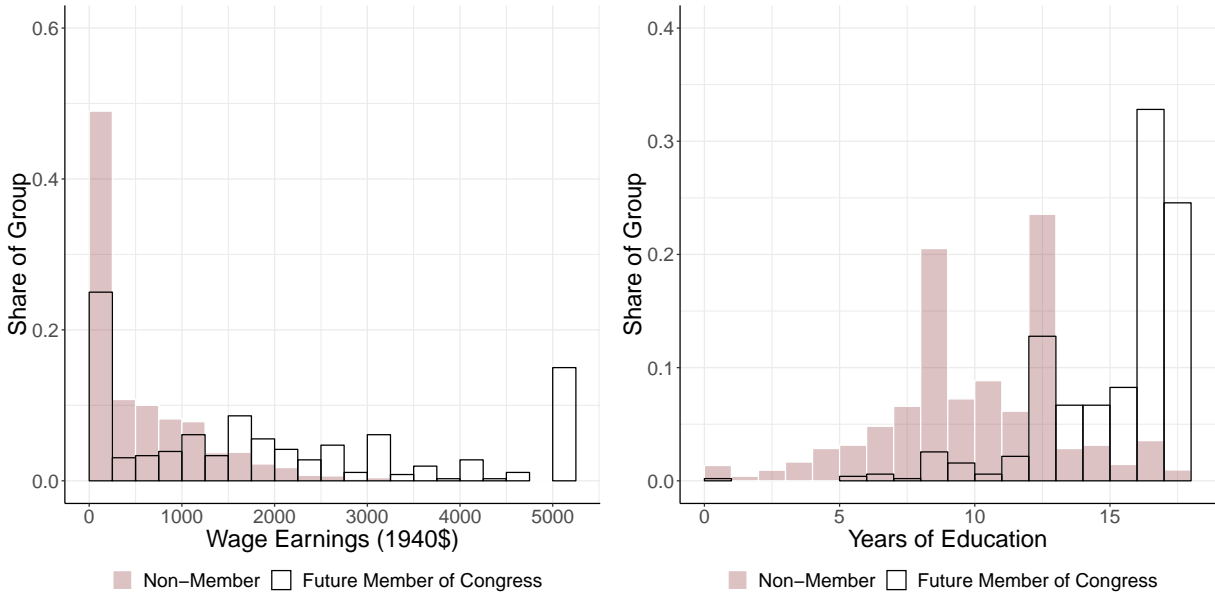 0.6
0.4
0.2
0.0
Share of Group
0 1000 2000 3000 4000 5000
Wage Earnings (1940$)
Non−Member Future Member of Congress
0.4
0.3
0.2
0.1
0.0
Share of Group
0 5 10 15
Years of Education
Non−Member Future Member of Congress